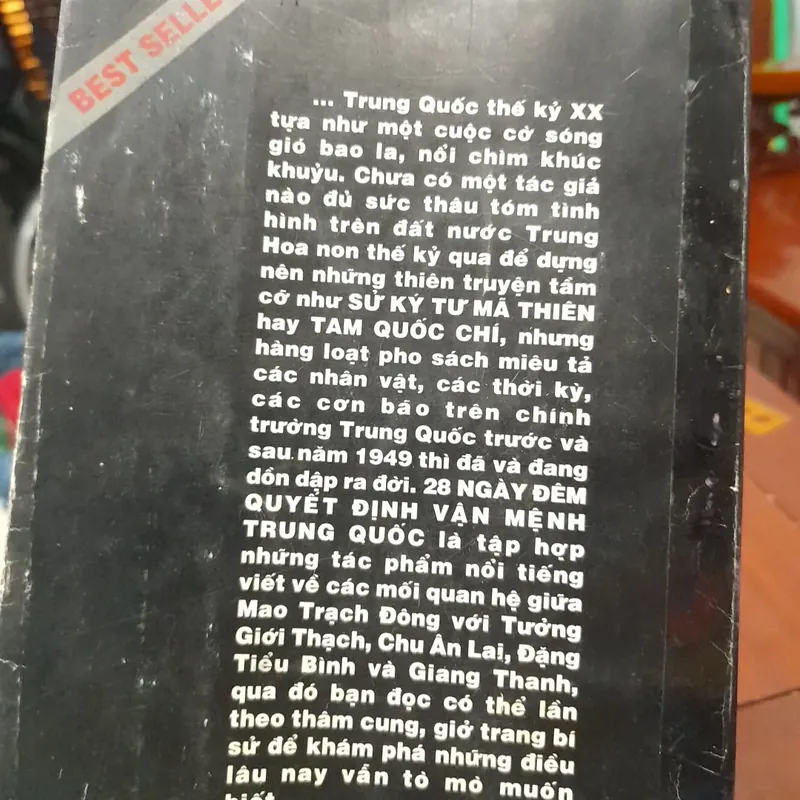 BEST SELLE
... Trung Quốc thế kỷ XX
tựa như một cuộc cờ sóng
gió bao la, nổi chìm khúc
khuỷu. Chưa có một tác giả
nào đủ sức thâu tóm tình
hình trên đất nước Trung
Hoa non thế kỷ qua để dựng
nên những thiên truyện tầm
cỡ như SỬ KÝ TƯ MÃ THIÊN
hay TAM QUỐC CHÍ, nhưng
hàng loạt pho sách miêu tả
các nhân vật, các thời kỳ,
các cơn bão trên chính
trường Trung Quốc trước và
sau năm 1949 thì đã và đang
dồn dập ra đời. 28 NGÀY ĐÊM
QUYẾT ĐỊNH VẬN MỆNH
TRUNG QUỐC là tập hợp
những tác phẩm nổi tiếng
viết về các mối quan hệ giữa
Mao Trạch Đông với Tưởng
Giới Thạch, Chu Ân Lai, Đặng
Tiểu Bình và Giang Thanh,
qua đó bạn đọc có thể lần
theo thâm cung, giở trang bí
sử để khám phá những điều
lâu nay vẫn tò mò muốn
biết